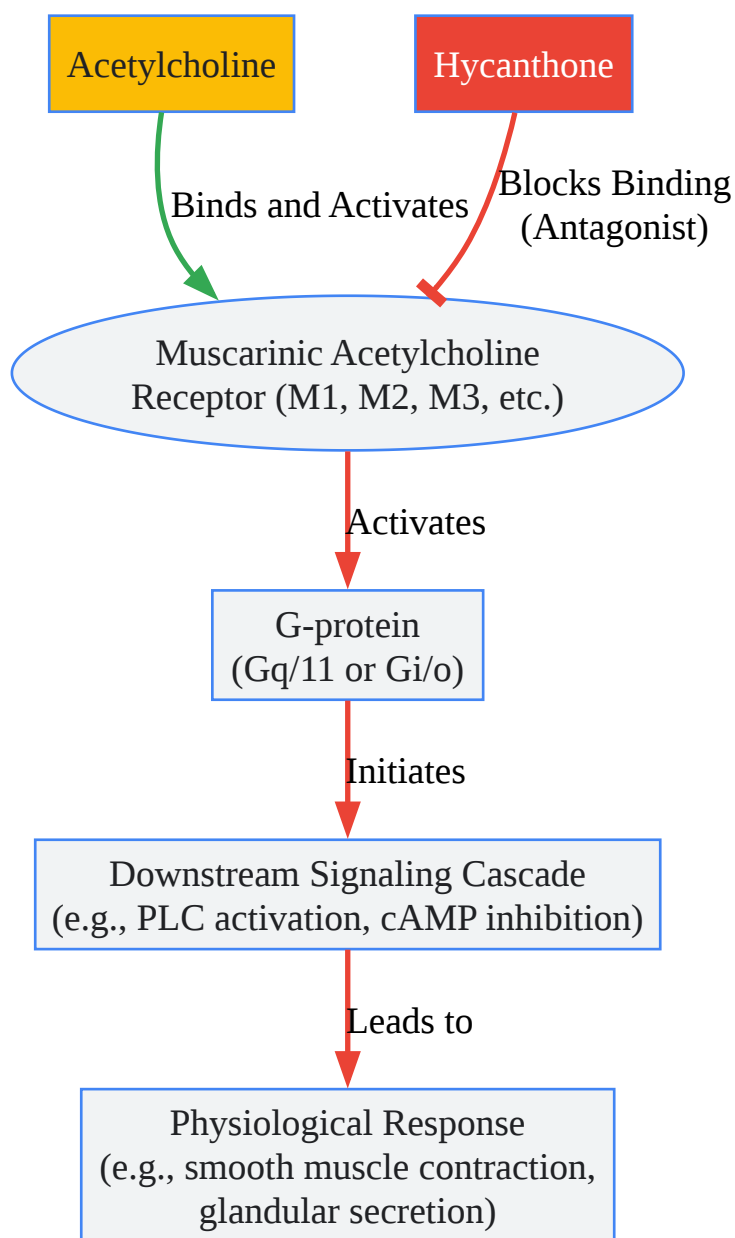 Acetylcholine
Hycanthone
Binds and Activates
Blocks Binding
(Antagonist)
Muscarinic Acetylcholine
Receptor (M1, M2, M3, etc.)
Activates
G-protein
(Gq/11 or Gi/o)
Initiates
Downstream Signaling Cascade
(e.g., PLC activation, cAMP inhibition)
Leads to
Physiological Response
(e.g., smooth muscle contraction,
glandular secretion)